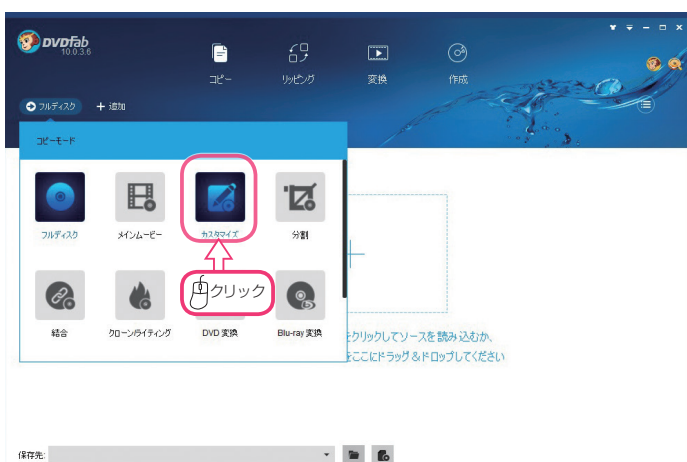 DVDFab
10.0.3.6
コピー リッピング 変換 作成
フルディスク + 追加
コピーモード
フルディスク メインムービー カスタマイズ 分割
クリック
結合 クローン/ライティング DVD 変換 Blu-ray 変換
をクリックしてソースを読み込むか、
をここにドラッグ&ドロップしてください
保存先: